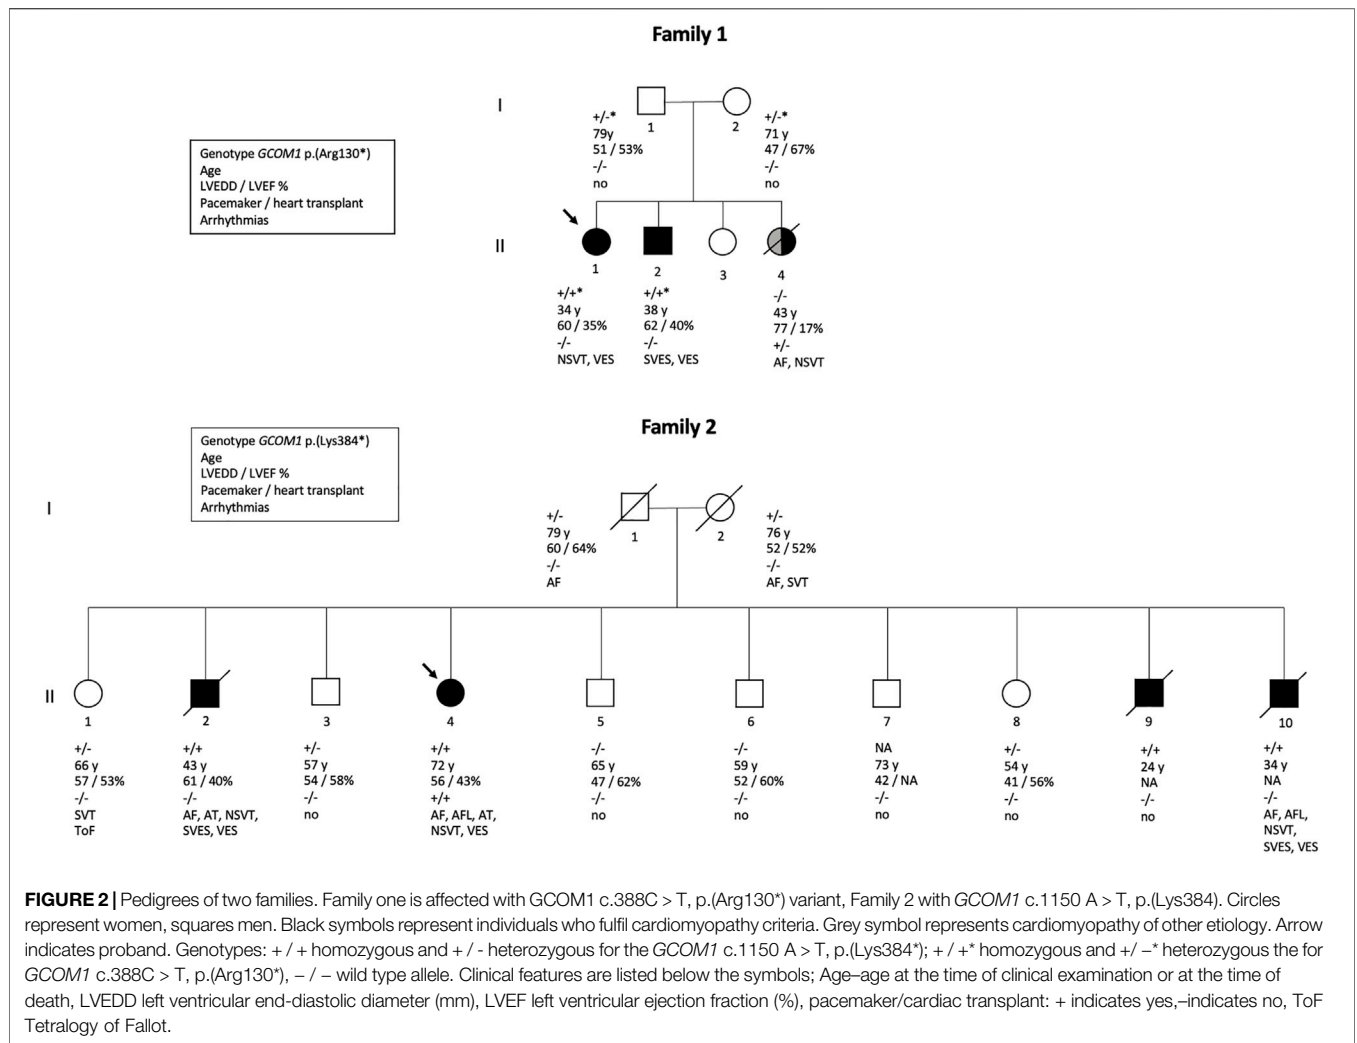 Family 1
I
1
2
+/-*
79y
51 / 53%
-/-
no
+/-*
71 y
47 / 67%
-/-
no
Genotype GCOM1 p.(Arg130*)
Age
LVEDD / LVEF %
Pacemaker / heart transplant
Arrhythmias
II
1
2
3
4
+/+*
34 y
60 / 35%
-/-
NSVT, VES
+/+*
38 y
62 / 40%
-/-
SVES, VES
-/-
43 y
77 / 17%
+/-
AF, NSVT
Family 2
Genotype GCOM1 p.(Lys384*)
Age
LVEDD / LVEF %
Pacemaker / heart transplant
Arrhythmias
I
1
2
+/-
79 y
60 / 64%
-/-
AF
+/-
76 y
52 / 52%
-/-
AF, SVT
II
1
2
3
4
5
6
7
8
9
10
+/-
66 y
57 / 53%
-/-
SVT
ToF
+/+
43 y
61 / 40%
-/-
AF, AT, NSVT,
SVES, VES
+/-
57 y
54 / 58%
-/-
no
+/+
72 y
56 / 43%
+/+
AF, AFL, AT,
NSVT, VES
-/-
65 y
47 / 62%
-/-
no
-/-
59 y
52 / 60%
-/-
no
NA
73 y
42 / NA
-/-
no
+/-
54 y
41 / 56%
-/-
no
+/+
24 y
NA
-/-
no
+/+
34 y
NA
-/-
AF, AFL,
NSVT,
SVES, VES
FIGURE 2 | Pedigrees of two families. Family one is affected with GCOM1 c.388C > T, p.(Arg130*) variant, Family 2 with GCOM1 c.1150 A > T, p.(Lys384). Circles
represent women, squares men. Black symbols represent individuals who fulfil cardiomyopathy criteria. Grey symbol represents cardiomyopathy of other etiology. Arrow
indicates proband. Genotypes: + / + homozygous and + / - heterozygous for the GCOM1 c.1150 A > T, p.(Lys384*); + / +* homozygous and +/ −* heterozygous the for
GCOM1 c.388C > T, p.(Arg130*), − / − wild type allele. Clinical features are listed below the symbols; Age–age at the time of clinical examination or at the time of
death, LVEDD left ventricular end-diastolic diameter (mm), LVEF left ventricular ejection fraction (%), pacemaker/cardiac transplant: + indicates yes,–indicates no, ToF
Tetralogy of Fallot.